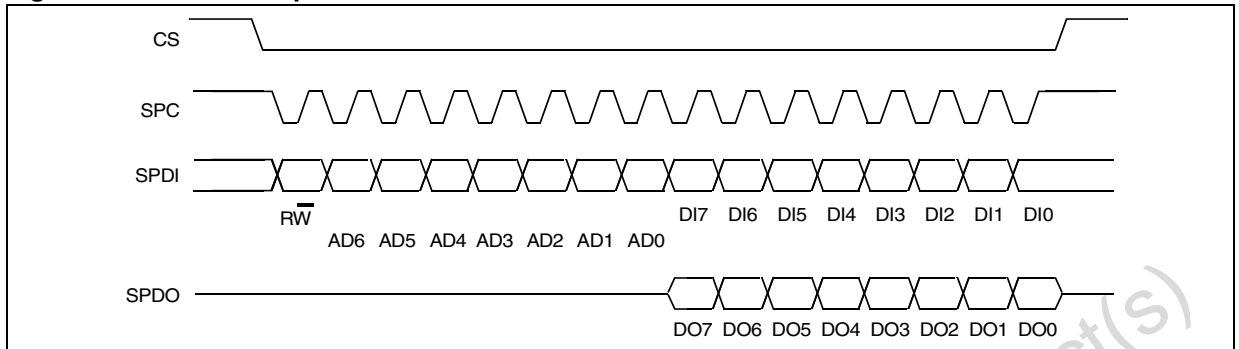 CS
SPC
SPDI
RW
DI7 DI6 DI5 DI4 DI3 DI2 DI1 DI0
AD6 AD5 AD4 AD3 AD2 AD1 AD0
SPDO
DO7 DO6 DO5 DO4 DO3 DO2 DO1 DO0